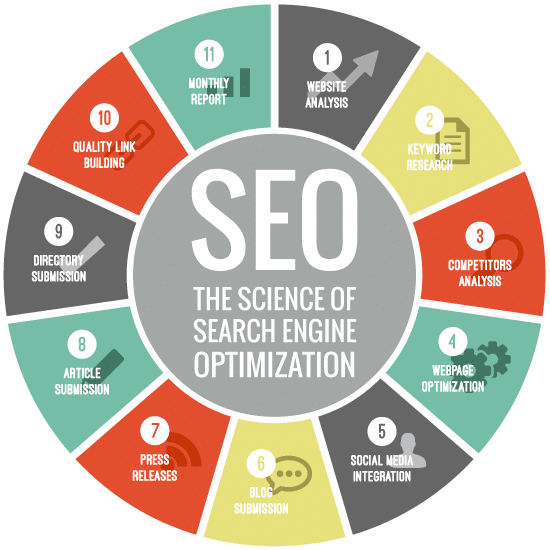 SEO
THE SCIENCE OF
SEARCH ENGINE
OPTIMIZATION
1
WEBSITE
ANALYSIS
2
KEYWORD
RESEARCH
3
COMPETITORS
ANALYSIS
4
WEBPAGE
OPTIMIZATION
5
SOCIAL MEDIA
INTEGRATION
6
BLOG
SUBMISSION
7
PRESS
RELEASES
8
ARTICLE
SUBMISSION
9
DIRECTORY
SUBMISSION
10
QUALITY LINK
BUILDING
11
MONTHLY
REPORT